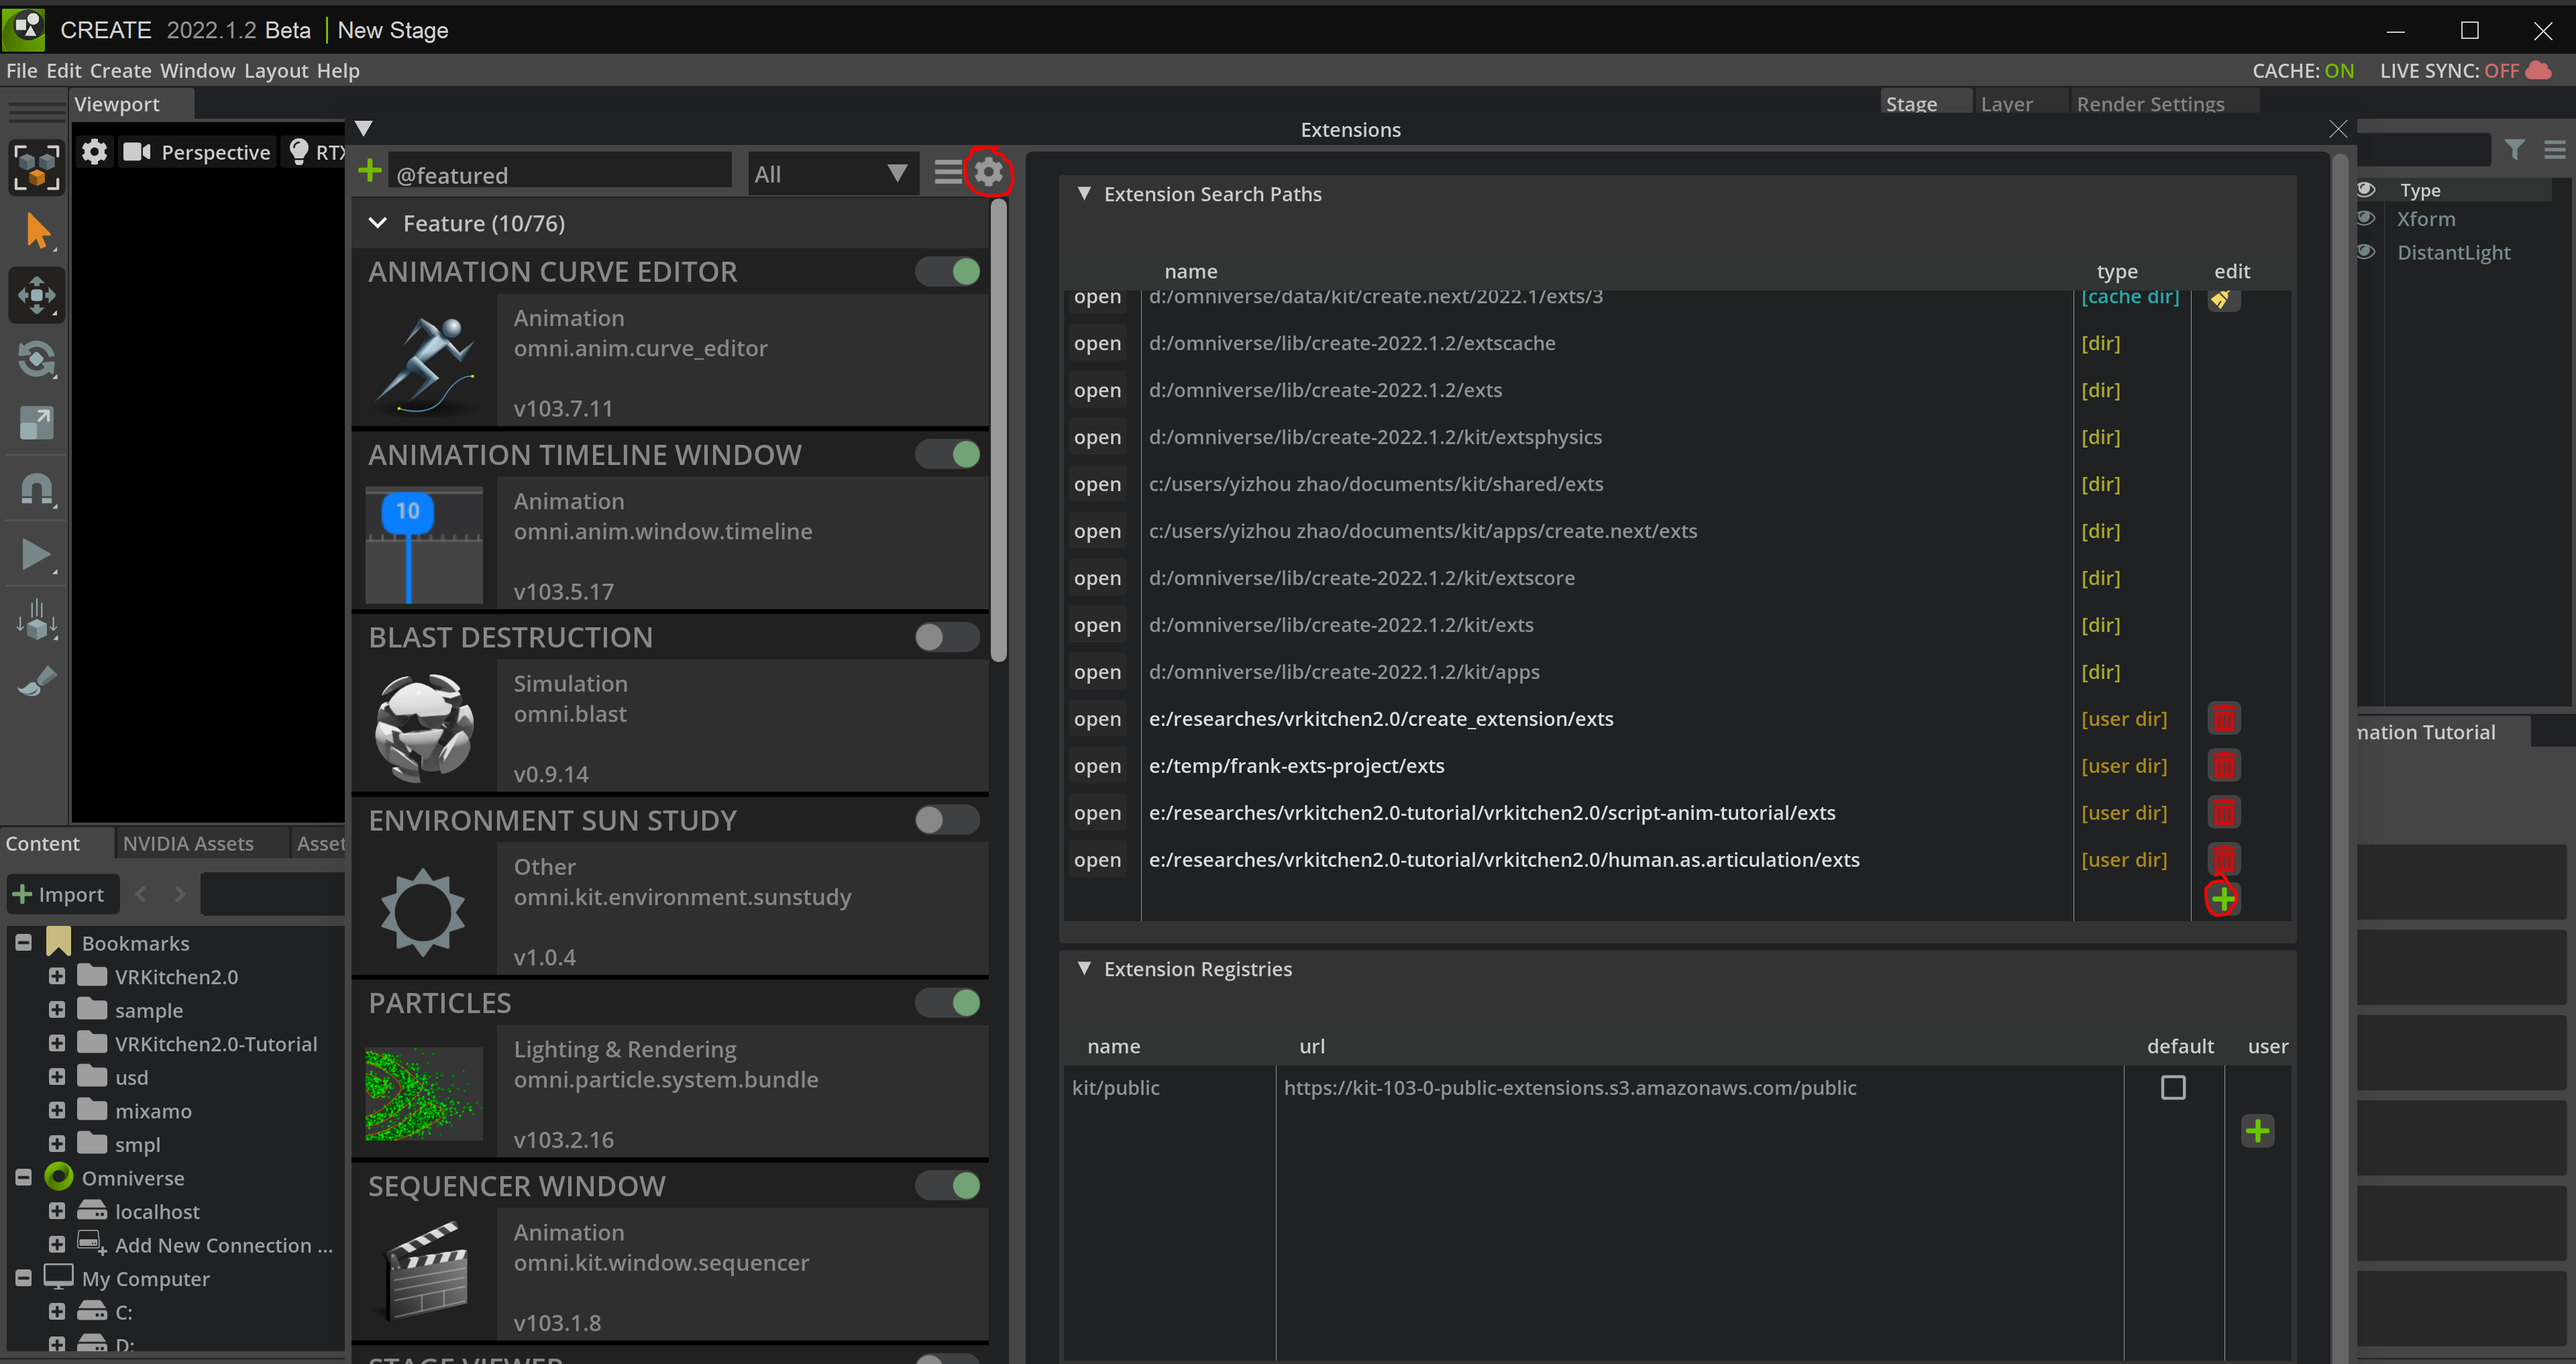 CREATE 2022.1.2 Beta | New Stage
File Edit Create Window Layout Help
CACHE: ON LIVE SYNC: OFF
Viewport
Stage Layer Render Settings
Perspective
RTX
Extensions
@featured
All
Feature (10/76)
ANIMATION CURVE EDITOR
Animation
omni.anim.curve_editor
v103.7.11
ANIMATION TIMELINE WINDOW
10
Animation
omni.anim.window.timeline
v103.5.17
BLAST DESTRUCTION
Simulation
omni.blast
v0.9.14
ENVIRONMENT SUN STUDY
Other
omni.kit.environment.sunstudy
v1.0.4
PARTICLES
Lighting & Rendering
omni.particle.system.bundle
v103.2.16
SEQUENCER WINDOW
Animation
omni.kit.window.sequencer
v103.1.8
STAGE VIEWER
Extension Search Paths
name type edit
open d:/omniverse/data/kit/create.next/2022.1/exts/3 [cache dir]
open d:/omniverse/lib/create-2022.1.2/extscache [dir]
open d:/omniverse/lib/create-2022.1.2/exts [dir]
open d:/omniverse/lib/create-2022.1.2/kit/extsphysics [dir]
open c:/users/yizhou zhao/documents/kit/shared/exts [dir]
open c:/users/yizhou zhao/documents/kit/apps/create.next/exts [dir]
open d:/omniverse/lib/create-2022.1.2/kit/extscore [dir]
open d:/omniverse/lib/create-2022.1.2/kit/exts [dir]
open d:/omniverse/lib/create-2022.1.2/kit/apps [dir]
open e:/researches/vrkitchen2.0/create_extension/exts [user dir]
open e:/temp/frank-exts-project/exts [user dir]
open e:/researches/vrkitchen2.0-tutorial/vrkitchen2.0/script-anim-tutorial/exts [user dir]
open e:/researches/vrkitchen2.0-tutorial/vrkitchen2.0/human.as.articulation/exts [user dir]
Extension Registries
name url default user
kit/public https://kit-103-0-public-extensions.s3.amazonaws.com/public
Type
Xform
DistantLight
mation Tutorial
Content NVIDIA Assets Asset
Import
Bookmarks
VRKitchen2.0
sample
VRKitchen2.0-Tutorial
usd
mixamo
smpl
Omniverse
localhost
Add New Connection ...
My Computer
C:
D: